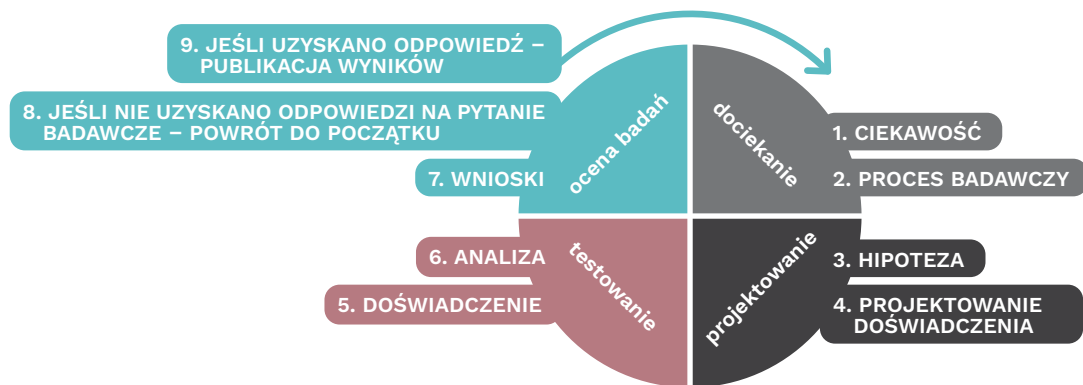 9. JEŚLI UZYSKANO ODPOWIEDŹ –
PUBLIKACJA WYNIKÓW
8. JEŚLI NIE UZYSKANO ODPOWIEDZI NA PYTANIE
BADAWCZE – POWRÓT DO POCZĄTKU
7. WNIOSKI
ocena badań
dociekanie
1. CIEKAWOŚĆ
2. PROCES BADAWCZY
6. ANALIZA
5. DOŚWIADCZENIE
testowanie
projektowanie
3. HIPOTEZA
4. PROJEKTOWANIE
DOŚWIADCZENIA